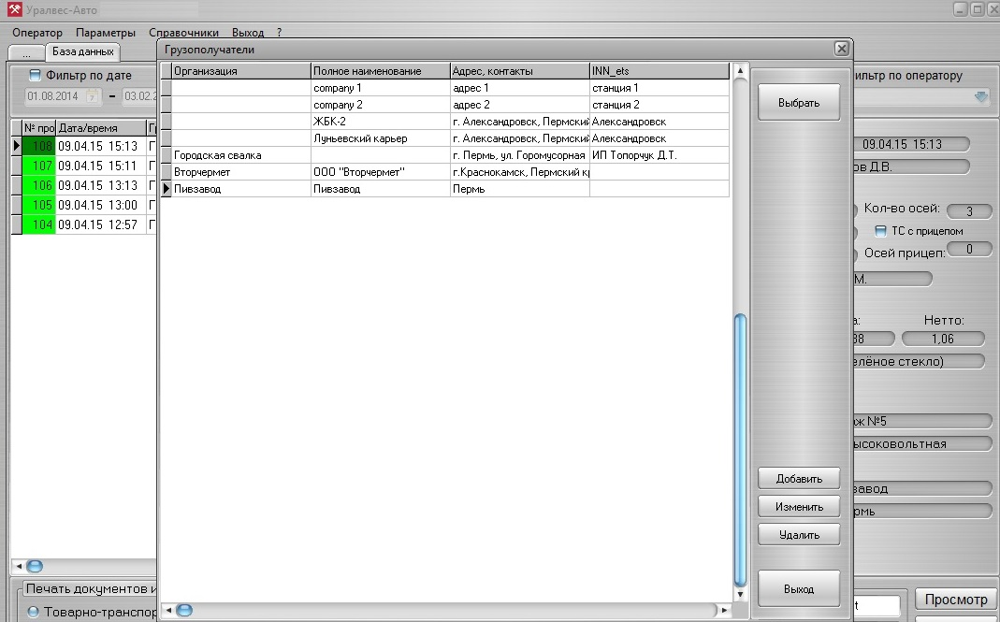 Уралвес-Авто
Оператор Параметры Справочники Выход ?
... База данных
Грузополучатели
Фильтр по дате
01.08.2014 - 03.02.2
№ про Дата/время
108 09.04.15 15:13 Г
107 09.04.15 15:11 Г
106 09.04.15 13:13 Г
105 09.04.15 13:00 Г
104 09.04.15 12:57 Г
Организация Полное наименование Адрес, контакты INN_ets
company 1 адрес 1 станция 1
company 2 адрес 2 станция 2
ЖБК-2 г. Александровск, Пермский Александровск
Луньевский карьер г. Александровск, Пермский Александровск
Городская свалка г. Пермь, ул. Горомусорная ИП Топорчук Д.Т.
Вторчермет ООО "Вторчермет" г.Краснокамск, Пермский кр
Пивзавод Пивзавод Пермь
Выбрать
Добавить
Изменить
Удалить
Выход
ильтр по оператору
09.04.15 15:13
ов Д.В.
Кол-во осей: 3
ТС с прицепом
Осей прицеп: 0
М.
а: Нетто:
38 1,06
елёное стекло)
ж №5
ысоковольтная
завод
рмь
Печать документов и
Товарно-транспор
t Просмотр